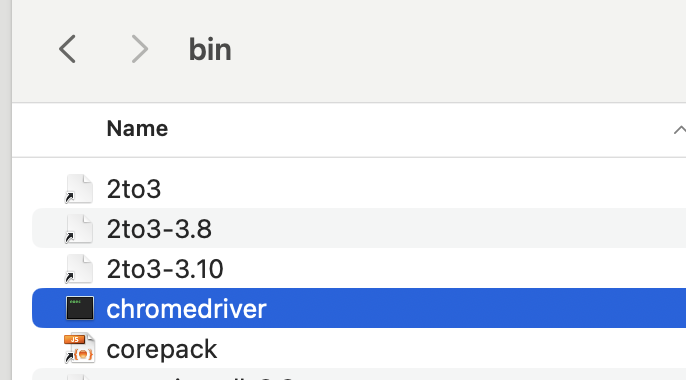 bin
Name
2to3
2to3-3.8
2to3-3.10
chromedriver
corepack